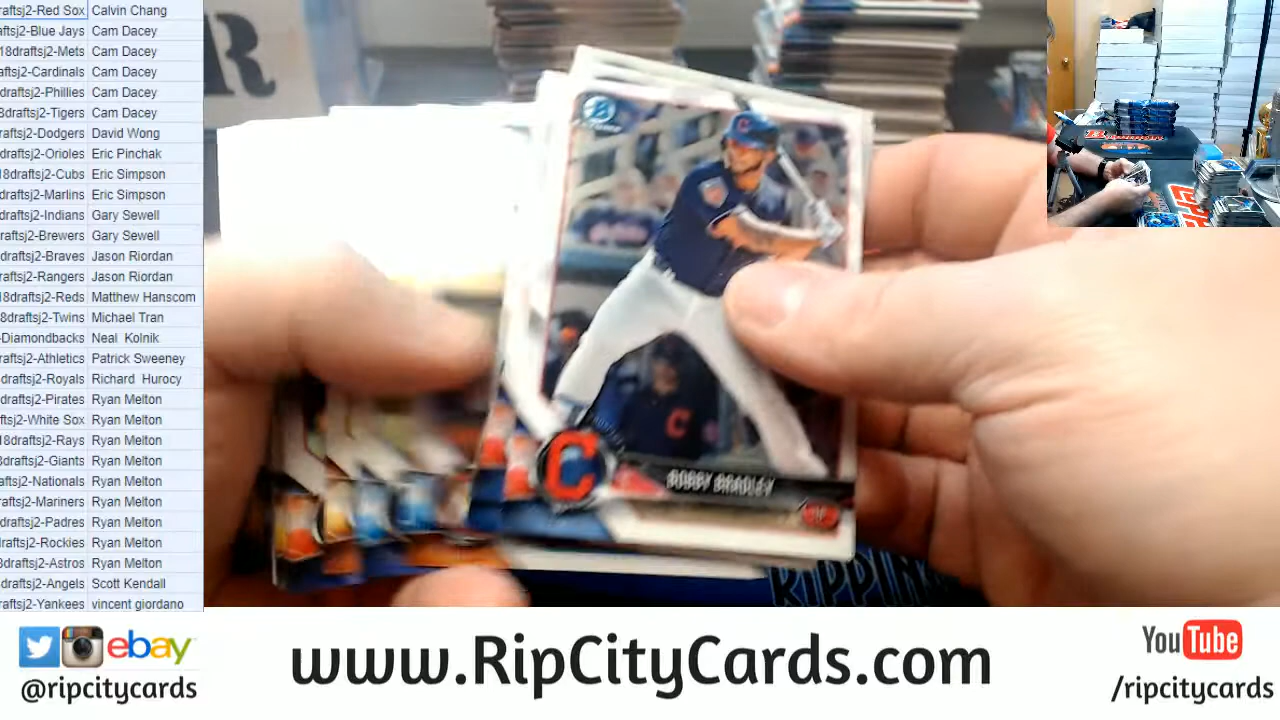 raftsj2-Red Sox Calvin Chang
aftsj2-Blue Jays Cam Dacey
18draftsj2-Mets Cam Dacey
aftsj2-Cardinals Cam Dacey
draftsj2-Phillies Cam Dacey
8draftsj2-Tigers Cam Dacey
raftsj2-Dodgers David Wong
draftsj2-Orioles Eric Pinchak
18draftsj2-Cubs Eric Simpson
raftsj2-Marlins Eric Simpson
draftsj2-Indians Gary Sewell
raftsj2-Brewers Gary Sewell
raftsj2-Braves Jason Riordan
raftsj2-Rangers Jason Riordan
18draftsj2-Reds Matthew Hanscom
8draftsj2-Twins Michael Tran
-Diamondbacks Neal Kolnik
raftsj2-Athletics Patrick Sweeney
draftsj2-Royals Richard Hurocy
draftsj2-Pirates Ryan Melton
ftsj2-White Sox Ryan Melton
18draftsj2-Rays Ryan Melton
8draftsj2-Giants Ryan Melton
aftsj2-Nationals Ryan Melton
raftsj2-Mariners Ryan Melton
draftsj2-Padres Ryan Melton
raftsj2-Rockies Ryan Melton
8draftsj2-Astros Ryan Melton
draftsj2-Angels Scott Kendall
raftsj2-Yankees vincent giordano
R
C
C
C
BOBBY BRADLEY
RIPPIN
ebay
@ripcitycards
www.RipCityCards.com
YouTube
/ripcitycards